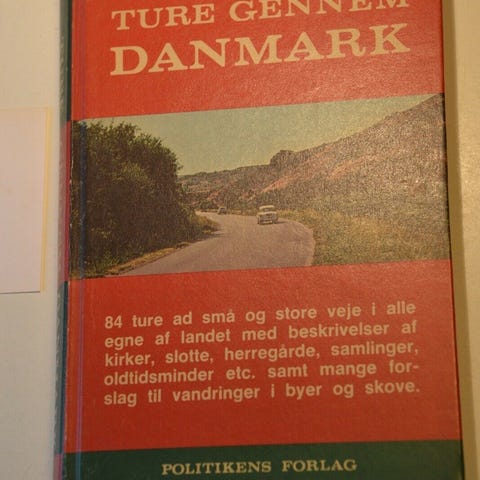 TURE GENNEM
DANMARK
84 ture ad små og store veje i alle
egne af landet med beskrivelser af
kirker, slotte, herregårde, samlinger,
oldtidsminder etc. samt mange for-
slag til vandringer i byer og skove.
POLITIKENS FORLAG